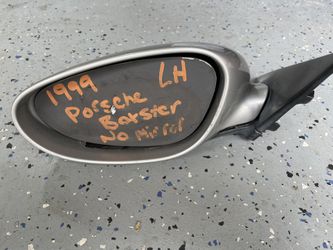 1999 LH
Porsche
Boxster
No Mirror